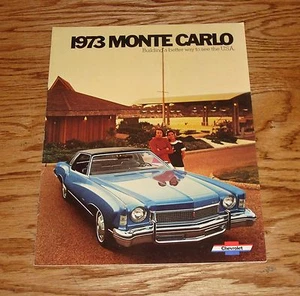 1973 MONTE CARLO
Building a better way to see the U.S.A.
Chevrolet